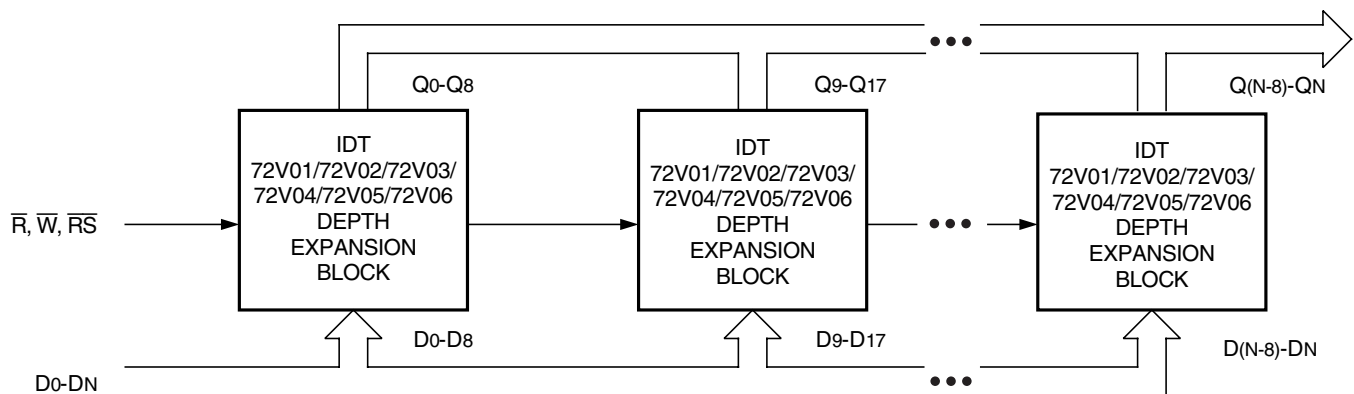 Q0-Q8
Q9-Q17
Q(N-8)-QN
IDT
72V01/72V02/72V03/
72V04/72V05/72V06
DEPTH
EXPANSION
BLOCK
IDT
72V01/72V02/72V03/
72V04/72V05/72V06
DEPTH
EXPANSION
BLOCK
IDT
72V01/72V02/72V03/
72V04/72V05/72V06
DEPTH
EXPANSION
BLOCK
R̅, W̅, R̅S̅
D0-D8
D9-D17
D(N-8)-DN
D0-DN